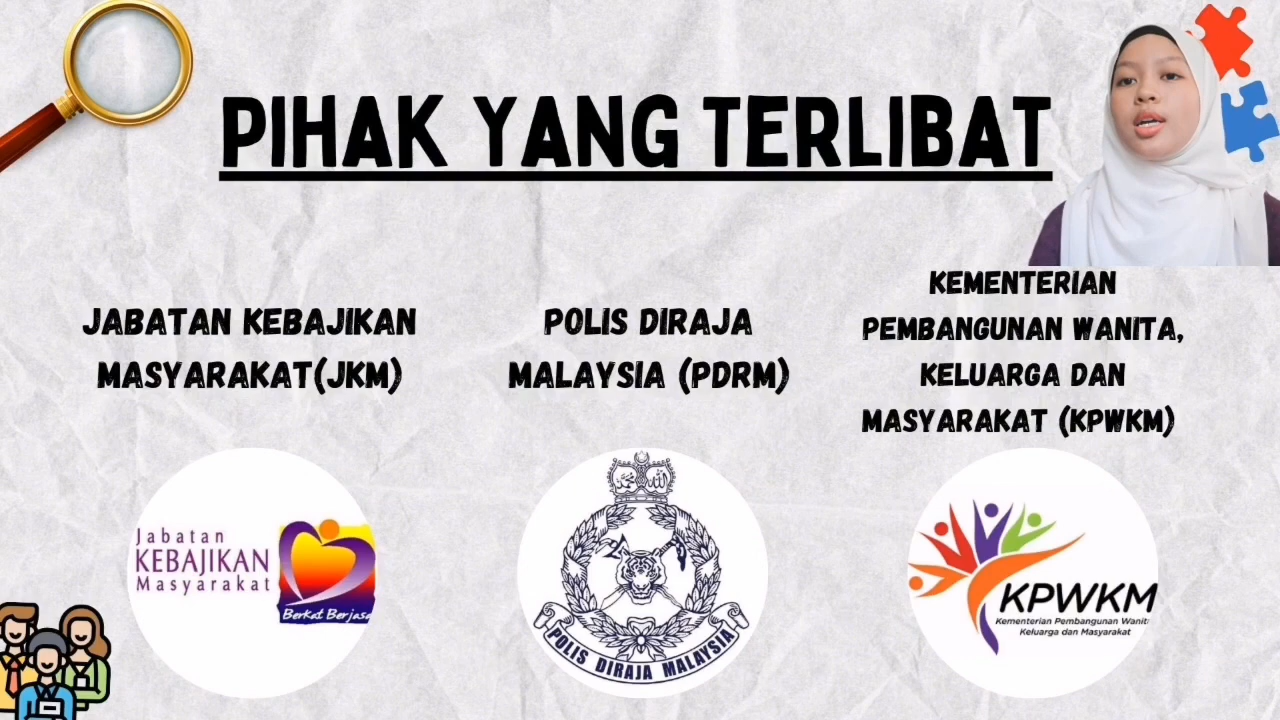 PIHAK YANG TERLIBAT
JABATAN KEBAJIKAN
MASYARAKAT(JKM)
POLIS DIRAJA
MALAYSIA (PDRM)
KEMENTERIAN
PEMBANGUNAN WANITA,
KELUARGA DAN
MASYARAKAT (KPWKM)
Jabatan
KEBAJIKAN
Masyarakat
Berkat Berjasa
POLIS DIRAJA MALAYSIA
KPWKM
Kementerian Pembangunan Wanit
Keluarga dan Masyarakat